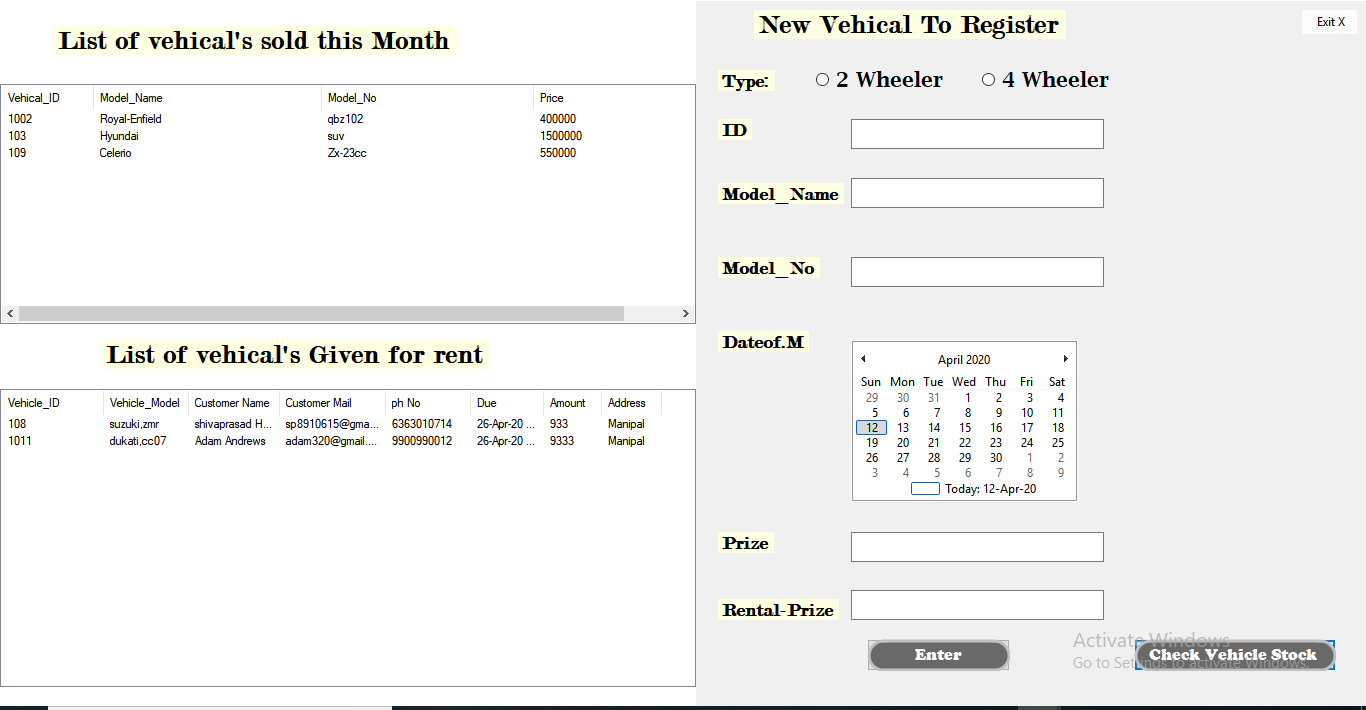 List of vehical's sold this Month
Vehical_ID Model_Name Model_No Price
1002 Royal-Enfield qbz102 400000
103 Hyundai suv 1500000
109 Celerio Zx-23cc 550000
List of vehical's Given for rent
Vehicle_ID Vehicle_Model Customer Name Customer Mail ph No Due Amount Address
108 suzuki,zmr shivaprasad H... sp8910615@gma... 6363010714 26-Apr-20 ... 933 Manipal
1011 dukati,cc07 Adam Andrews adam320@gmail.... 9900990012 26-Apr-20 ... 9333 Manipal
New Vehical To Register
Exit X
Type: 2 Wheeler 4 Wheeler
ID
Model_Name
Model_No
Dateof.M
April 2020
Sun Mon Tue Wed Thu Fri Sat
29 30 31 1 2 3 4
5 6 7 8 9 10 11
12 13 14 15 16 17 18
19 20 21 22 23 24 25
26 27 28 29 30 1 2
3 4 5 6 7 8 9
Today: 12-Apr-20
Prize
Rental-Prize
Enter
Check Vehicle Stock
Activate Windows
Go to Settings to activate Windows.